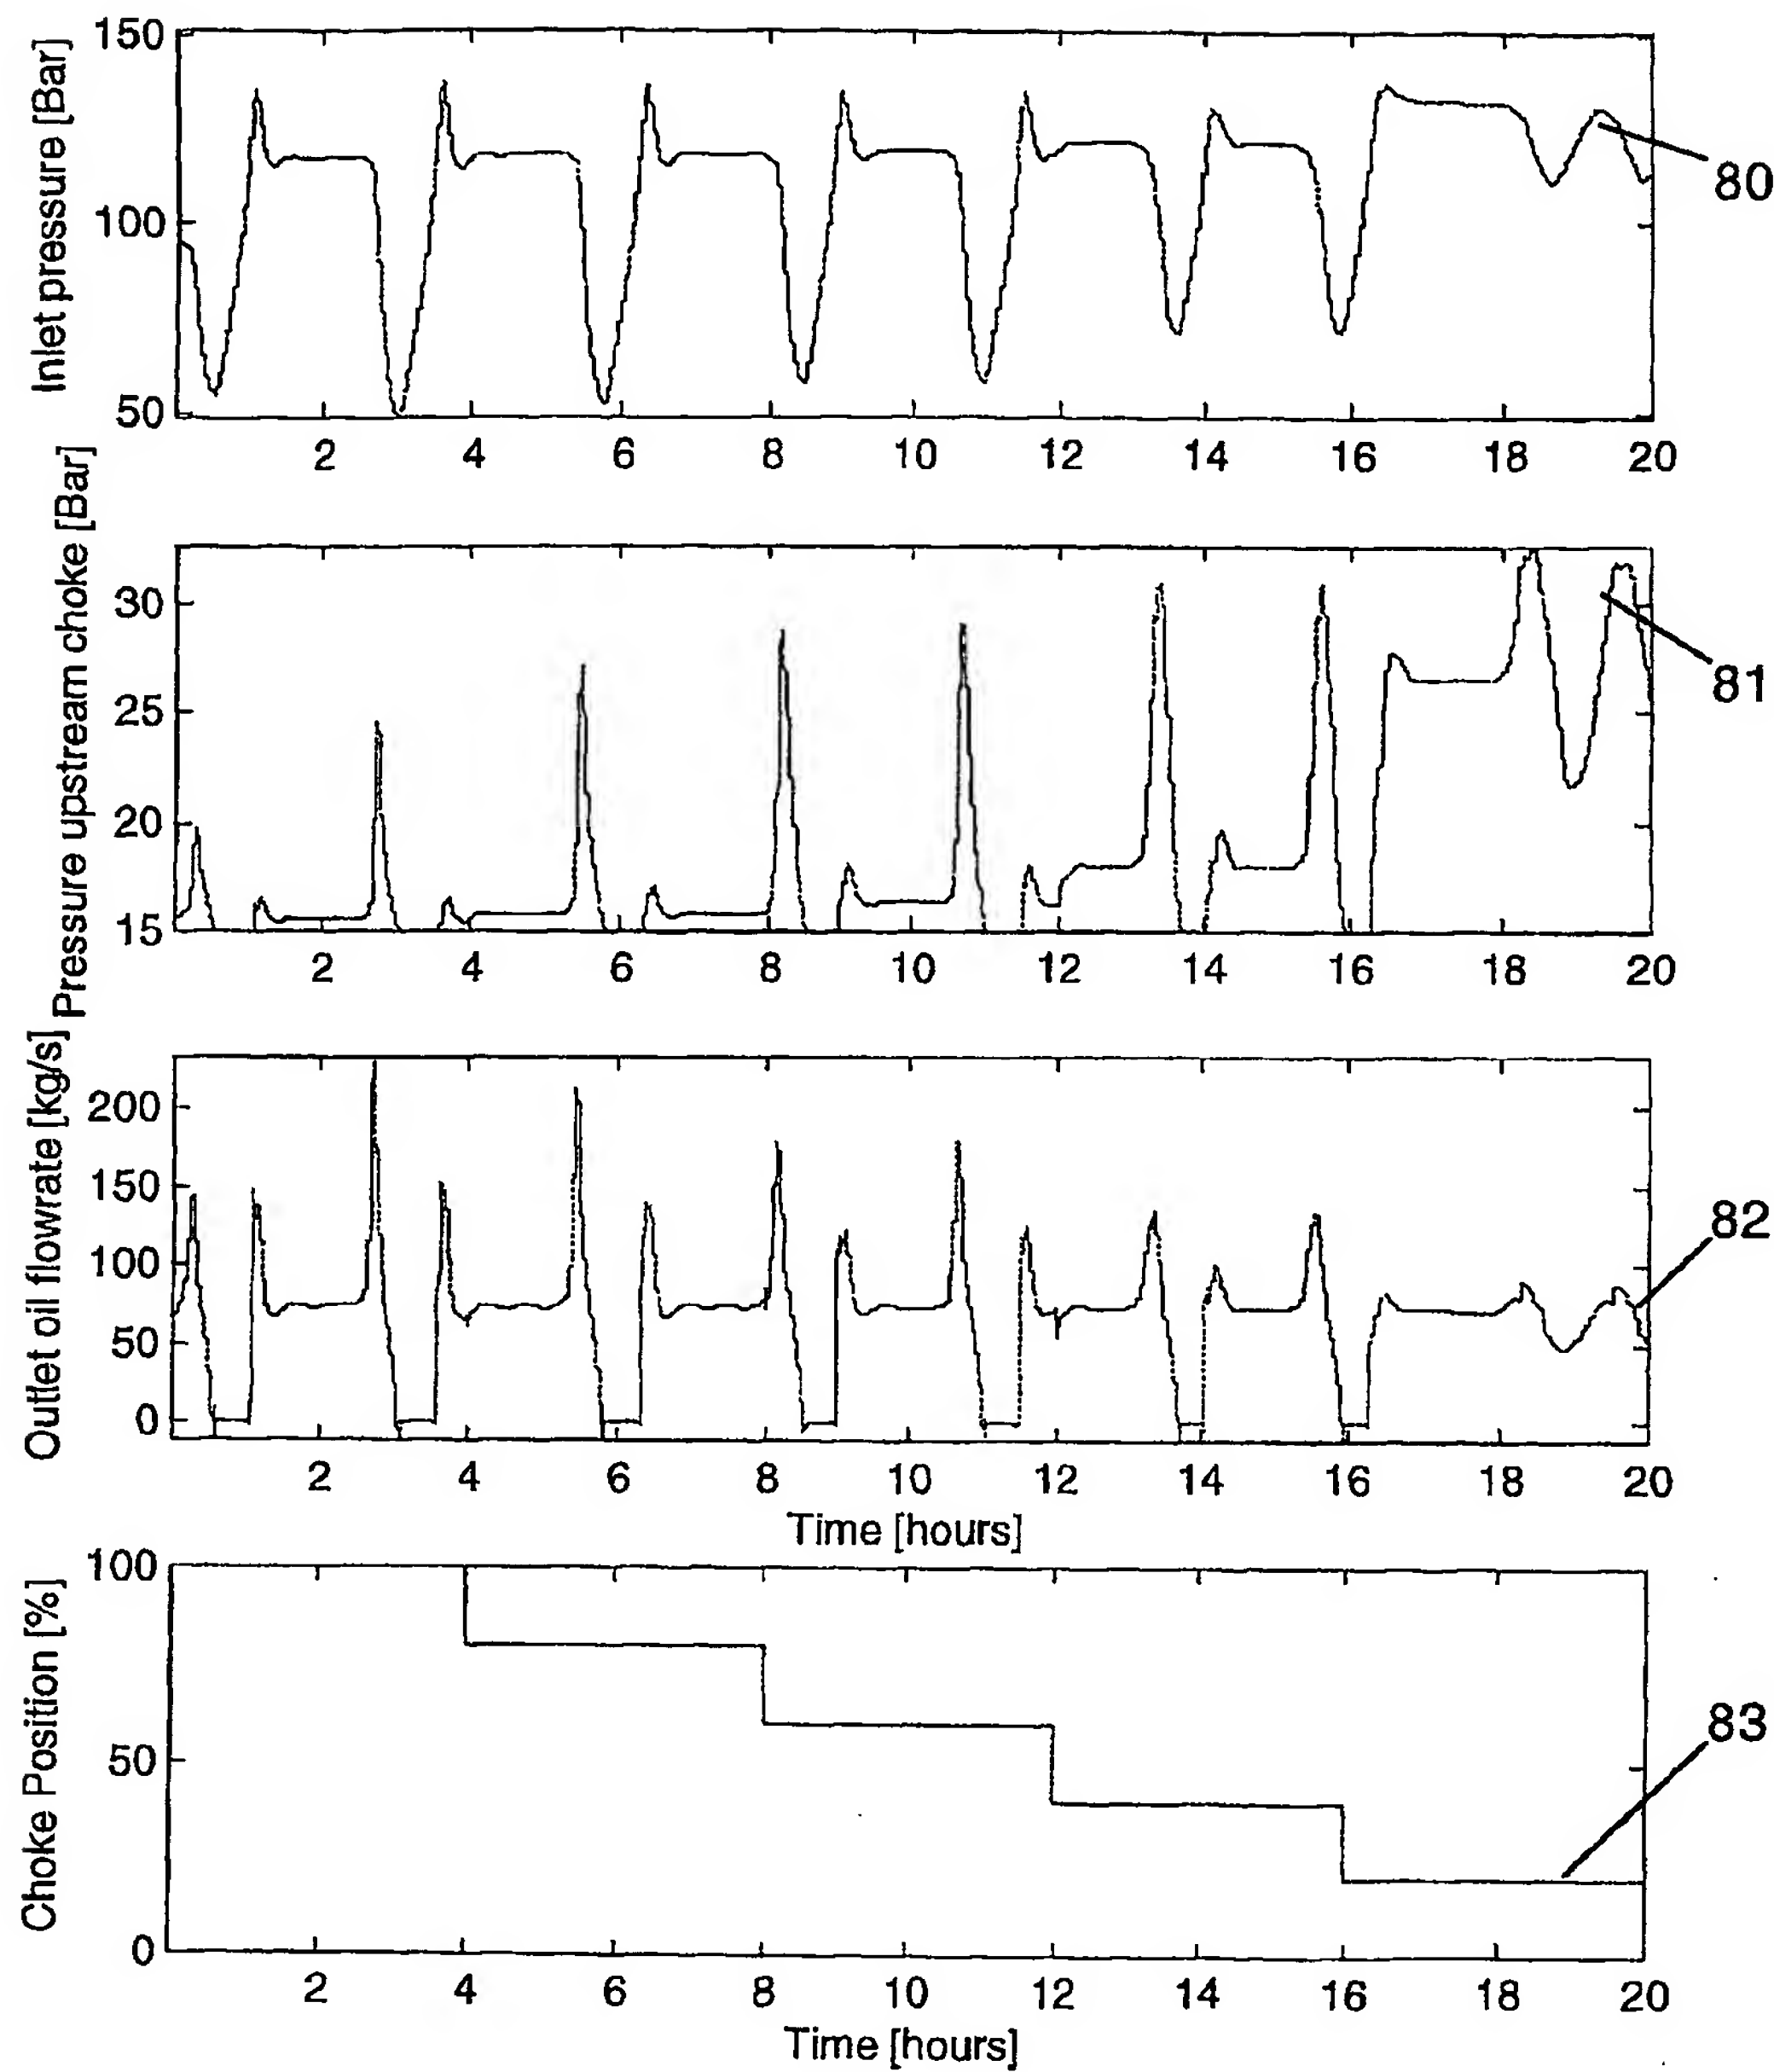 Inlet pressure [Bar]
150
100
50
2 4 6 8 10 12 14 16 18 20
80
Pressure upstream choke [Bar]
30
25
20
15
2 4 6 8 10 12 14 16 18 20
81
Outlet oil flowrate [kg/s]
200
150
100
50
0
2 4 6 8 10 12 14 16 18 20
Time [hours]
82
Choke Position [%]
100
50
0
2 4 6 8 10 12 14 16 18 20
Time [hours]
83